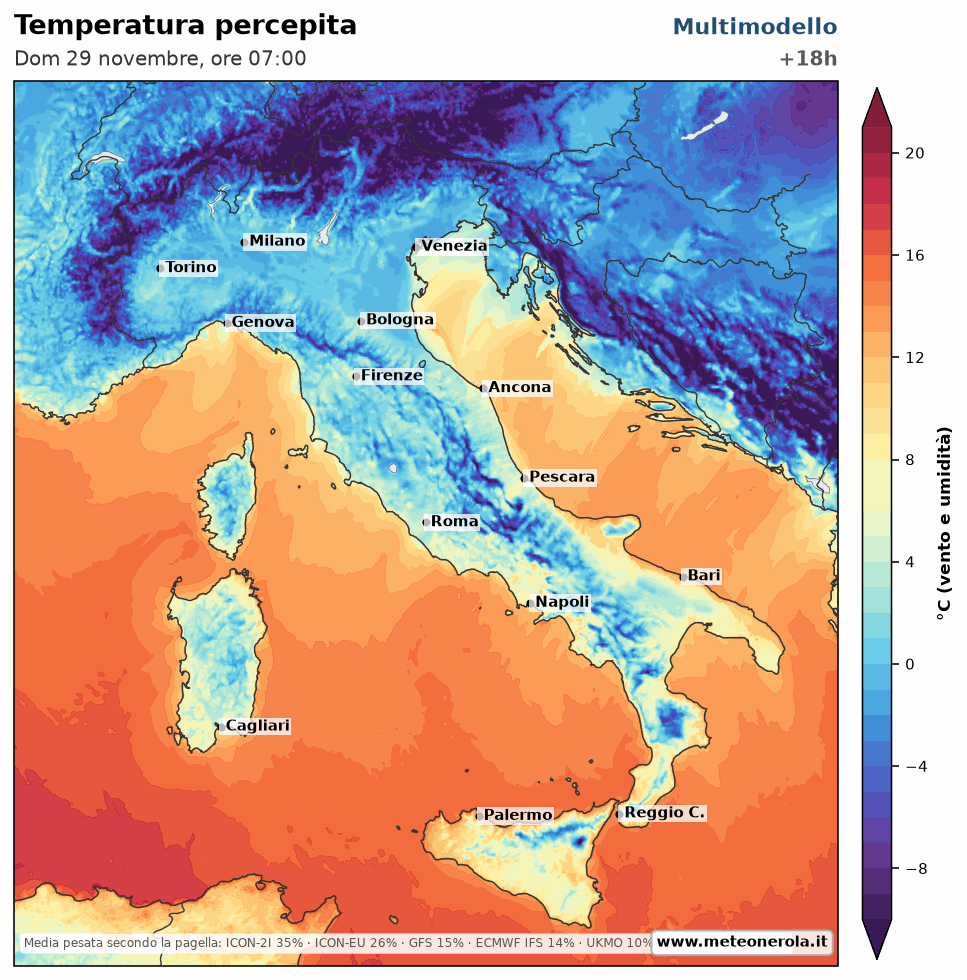 Temperatura percepita
Multimodello
Dom 29 novembre, ore 07:00
+18h
Milano
Venezia
Torino
Genova
Bologna
Firenze
Ancona
Pescara
Roma
Bari
Napoli
Cagliari
Palermo
Reggio C.
20
16
12
8
4
0
−4
−8
°C (vento e umidità)
Media pesata secondo la pagella: ICON-2I 35% · ICON-EU 26% · GFS 15% · ECMWF IFS 14% · UKMO 10%
www.meteonerola.it